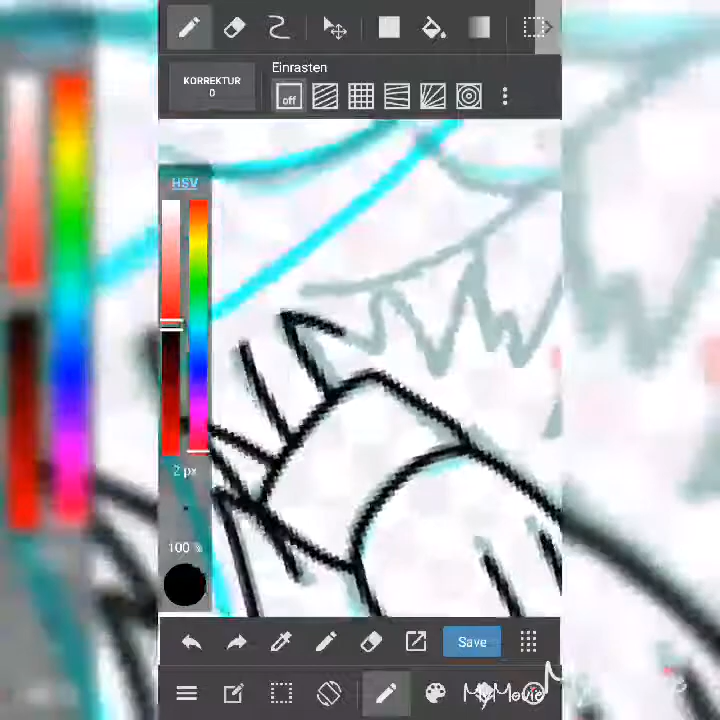 KORREKTUR
0
Einrasten
off
HSV
2 px
100 %
Save